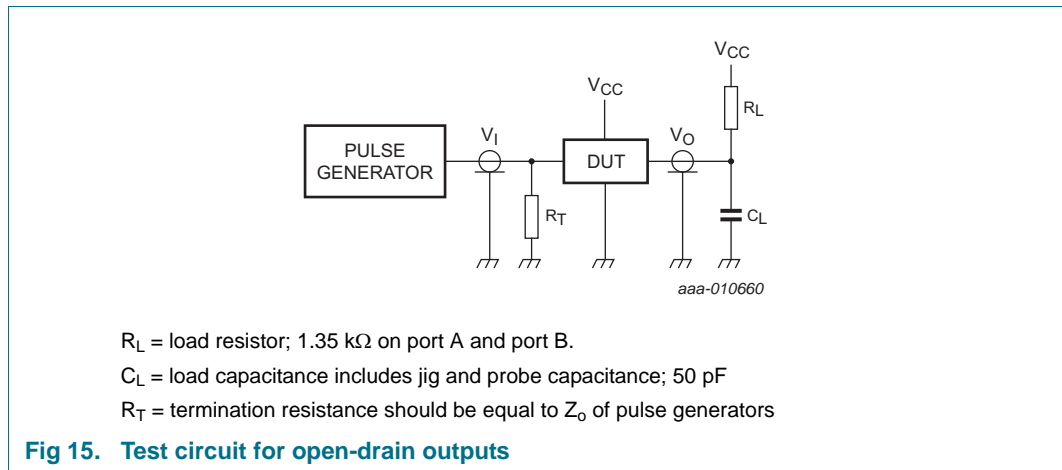 VCC
VCC
RL
PULSE
GENERATOR
VI
DUT
VO
RT
CL
aaa-010660
RL = load resistor; 1.35 kΩ on port A and port B.
CL = load capacitance includes jig and probe capacitance; 50 pF
RT = termination resistance should be equal to Zo of pulse generators
Fig 15. Test circuit for open-drain outputs